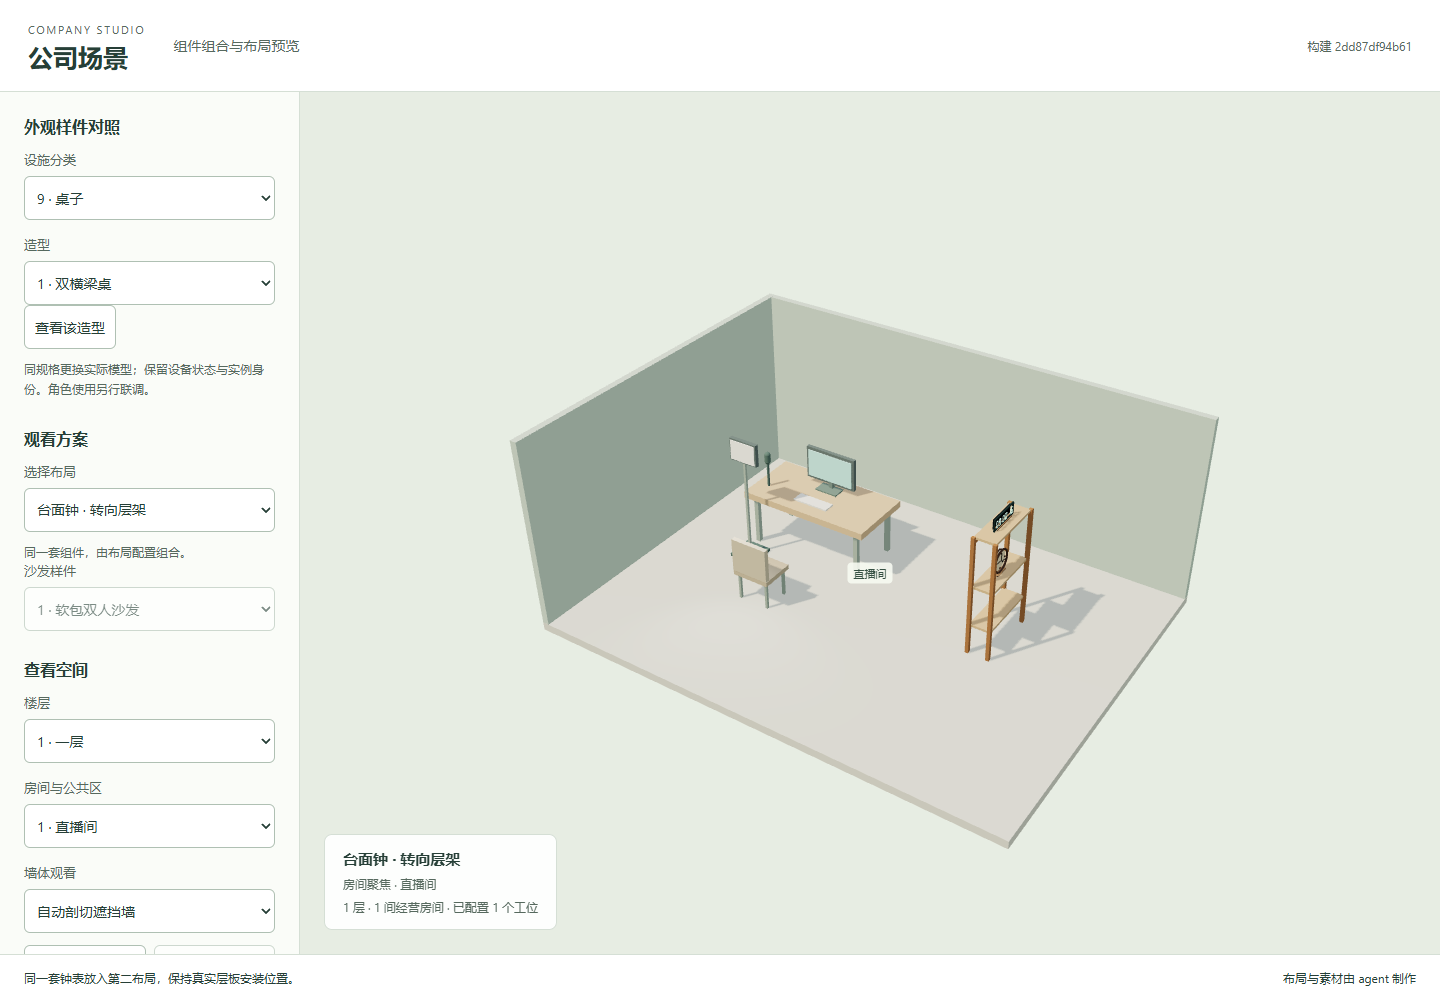 COMPANY STUDIO
公司场景
组件组合与布局预览
构建 2dd87df94b61
外观样件对照
设施分类
9 · 桌子
造型
1 · 双横梁桌
查看该造型
同规格更换实际模型；保留设备状态与实例身
份。角色使用另行联调。
观看方案
选择布局
台面钟 · 转向层架
同一套组件，由布局配置组合。
沙发样件
1 · 软包双人沙发
查看空间
楼层
1 · 一层
房间与公共区
1 · 直播间
墙体观看
自动剖切遮挡墙
直播间
台面钟 · 转向层架
房间聚焦 · 直播间
1 层 · 1 间经营房间 · 已配置 1 个工位
同一套钟表放入第二布局，保持真实层板安装位置。
布局与素材由 agent 制作